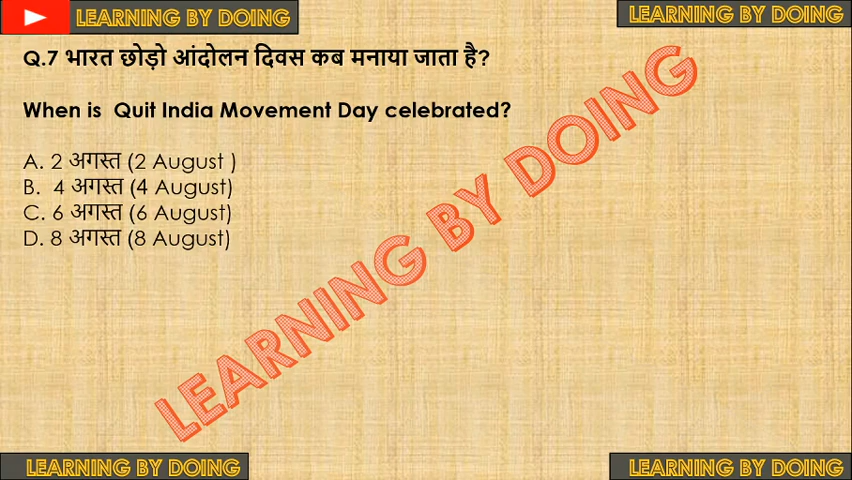 LEARNING BY DOING
LEARNING BY DOING
Q.7 भारत छोड़ो आंदोलन दिवस कब मनाया जाता है?
When is  Quit India Movement Day celebrated?
A. 2 अगस्त (2 August )
B.  4 अगस्त (4 August)
C. 6 अगस्त (6 August)
D. 8 अगस्त (8 August)
LEARNING BY DOING
LEARNING BY DOING
LEARNING BY DOING